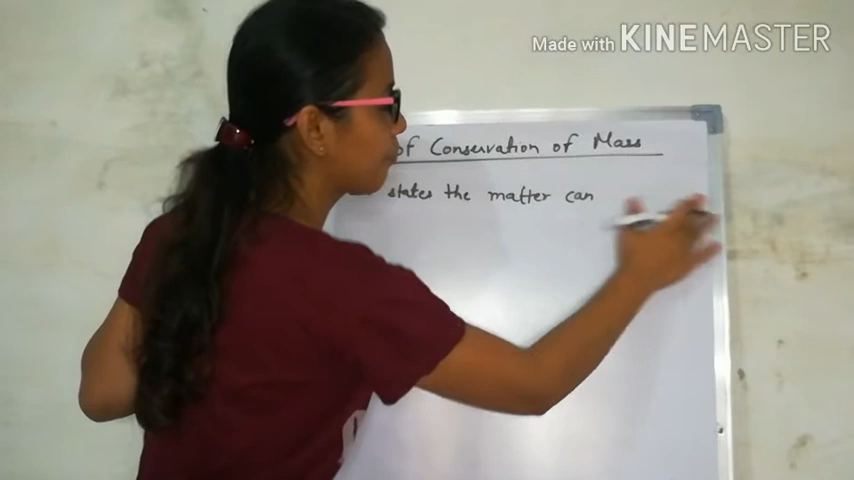 Made with KINEMASTER
of Conservation of Mass
states the matter can